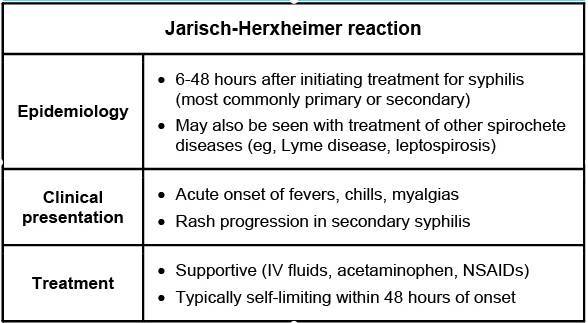 Jarisch-Herxheimer reaction
Epidemiology
• 6-48 hours after initiating treatment for syphilis
(most commonly primary or secondary)
• May also be seen with treatment of other spirochete
diseases (eg, Lyme disease, leptospirosis)
Clinical
presentation
• Acute onset of fevers, chills, myalgias
• Rash progression in secondary syphilis
Treatment
• Supportive (IV fluids, acetaminophen, NSAIDs)
• Typically self-limiting within 48 hours of onset